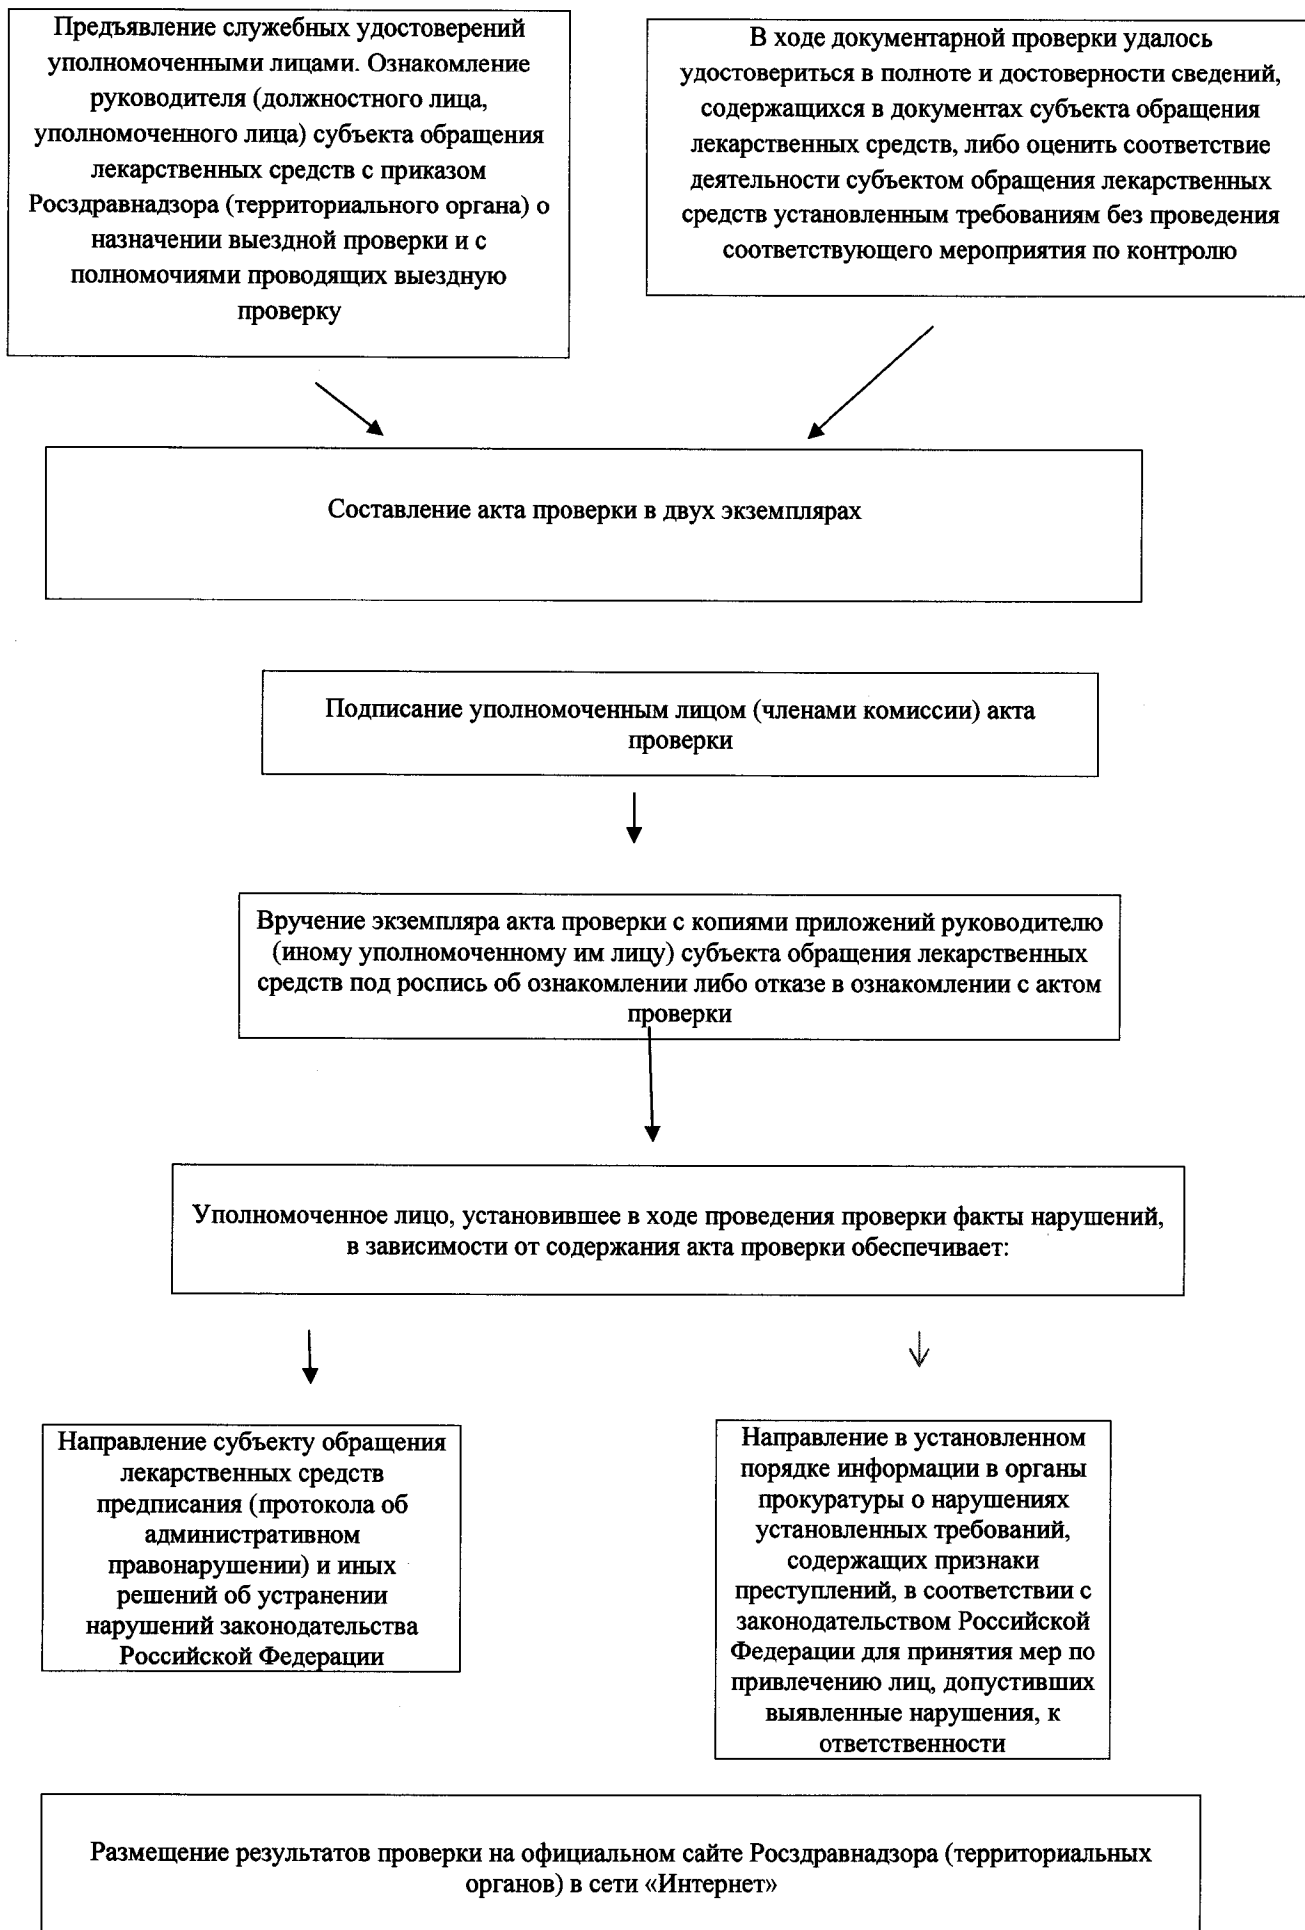 Предъявление служебных удостоверений
уполномоченными лицами. Ознакомление
руководителя (должностного лица,
уполномоченного лица) субъекта обращения
лекарственных средств с приказом
Росздравнадзора (территориального органа) о
назначении выездной проверки и с
полномочиями проводящих выездную
проверку
В ходе документарной проверки удалось
удостовериться в полноте и достоверности сведений,
содержащихся в документах субъекта обращения
лекарственных средств, либо оценить соответствие
деятельности субъектом обращения лекарственных
средств установленным требованиям без проведения
соответствующего мероприятия по контролю
Составление акта проверки в двух экземплярах
Подписание уполномоченным лицом (членами комиссии) акта
проверки
Вручение экземпляра акта проверки с копиями приложений руководителю
(иному уполномоченному им лицу) субъекта обращения лекарственных
средств под роспись об ознакомлении либо отказе в ознакомлении с актом
проверки
Уполномоченное лицо, установившее в ходе проведения проверки факты нарушений,
в зависимости от содержания акта проверки обеспечивает:
Направление субъекту обращения
лекарственных средств
предписания (протокола об
административном
правонарушении) и иных
решений об устранении
нарушений законодательства
Российской Федерации
Направление в установленном
порядке информации в органы
прокуратуры о нарушениях
установленных требований,
содержащих признаки
преступлений, в соответствии с
законодательством Российской
Федерации для принятия мер по
привлечению лиц, допустивших
выявленные нарушения, к
ответственности
Размещение результатов проверки на официальном сайте Росздравнадзора (территориальных
органов) в сети «Интернет»